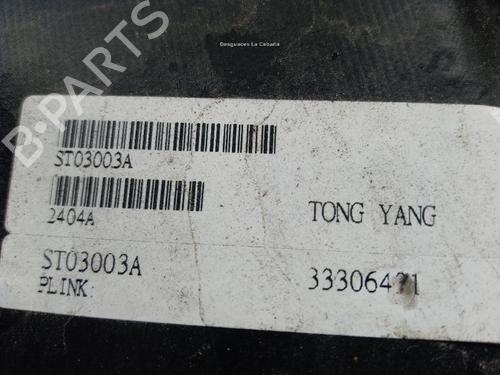 Desguaces La Cabaña
B-PARTS
ST03003A
2404A
TONG YANG
ST03003A
PLINK: